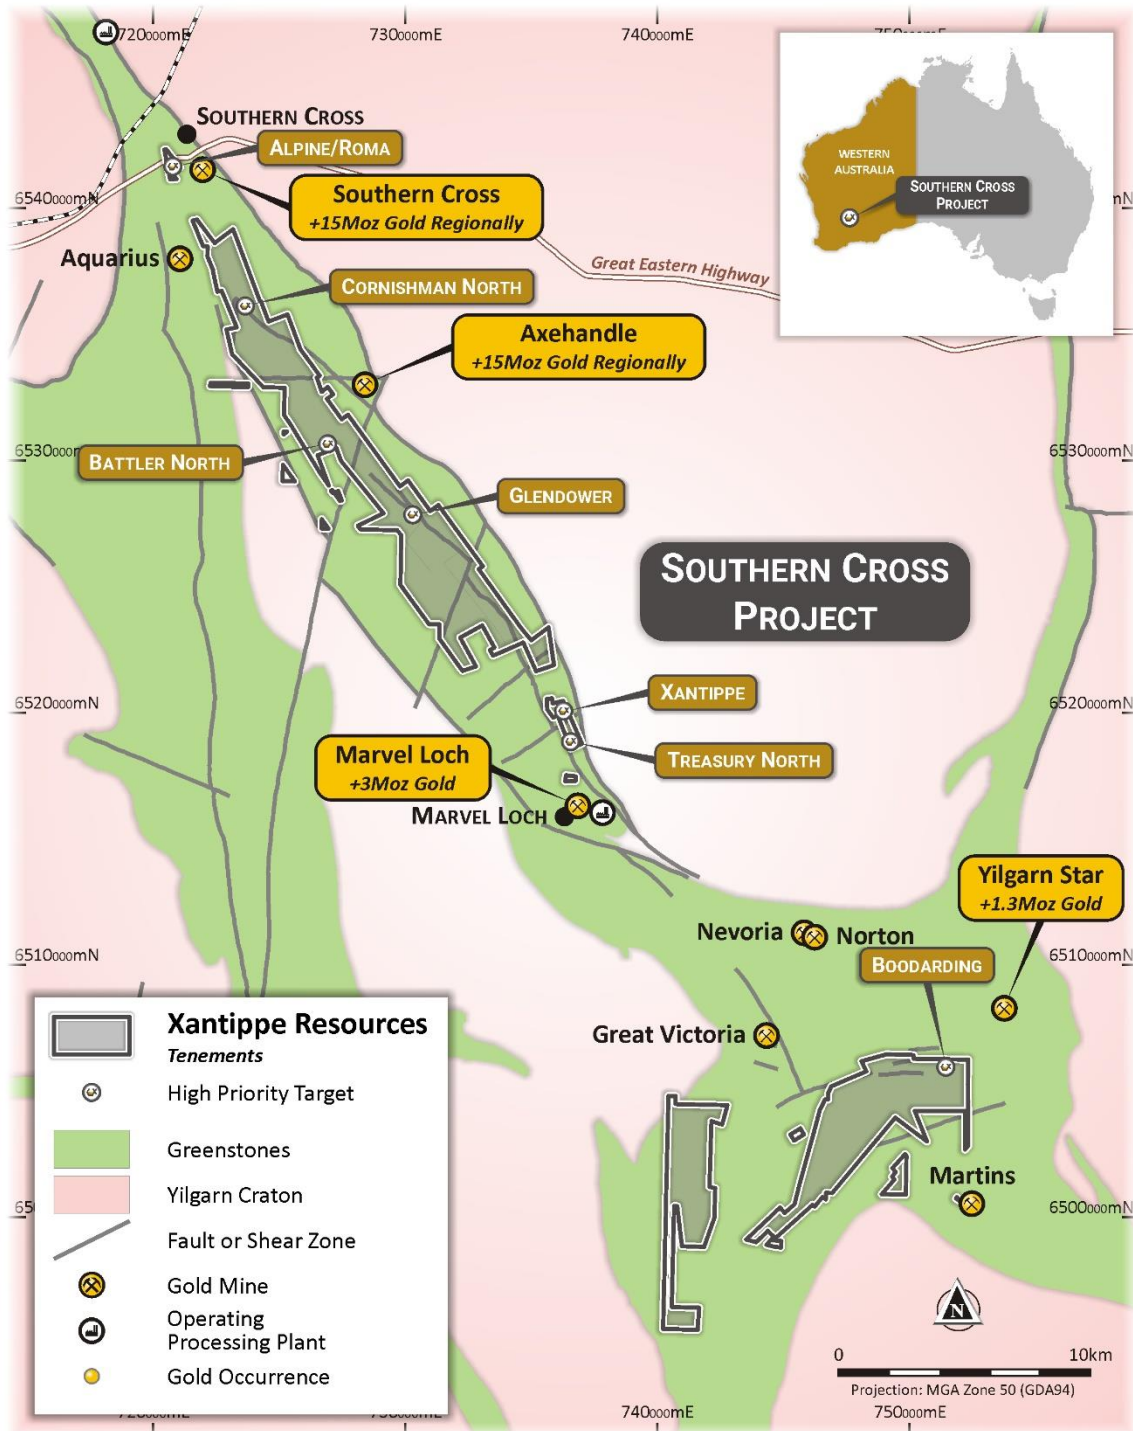 720000mE
730000mE
740000mE
SOUTHERN CROSS
ALPINE/ROMA
Southern Cross
+15Moz Gold Regionally
6540000mN
Aquarius
CORNISHMAN NORTH
Great Eastern Highway
WESTERN
AUSTRALIA
SOUTHERN CROSS
PROJECT
Axehandle
+15Moz Gold Regionally
6530000mN
6530000mN
BATTLER NORTH
GLENDOWER
SOUTHERN CROSS
PROJECT
XANTIPPE
6520000mN
6520000mN
TREASURY NORTH
Marvel Loch
+3Moz Gold
MARVEL LOCH
Yilgarn Star
+1.3Moz Gold
Nevoria
Norton
BOODARDING
6510000mN
6510000mN
Great Victoria
Martins
6500000mN
Xantippe Resources
Tenements
High Priority Target
Greenstones
Yilgarn Craton
Fault or Shear Zone
Gold Mine
Operating
Processing Plant
Gold Occurrence
N
0
10km
Projection: MGA Zone 50 (GDA94)
740000mE
750000mE